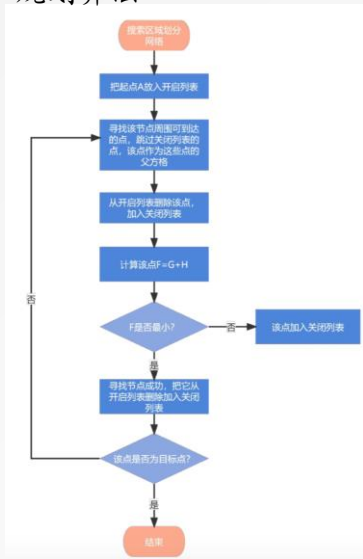 搜索区域划分
网络
把起点A放入开启列表
寻找该节点周围可到达
的点，跳过关闭列表的
点，该点作为这些点的
父方格
从开启列表删除该点，
加入关闭列表
计算该点F=G+H
F是否最小?
否
该点加入关闭列表
是
寻找节点成功，把它从
开启列表删除加入关闭
列表
否
该点是否为目标点?
是
结束